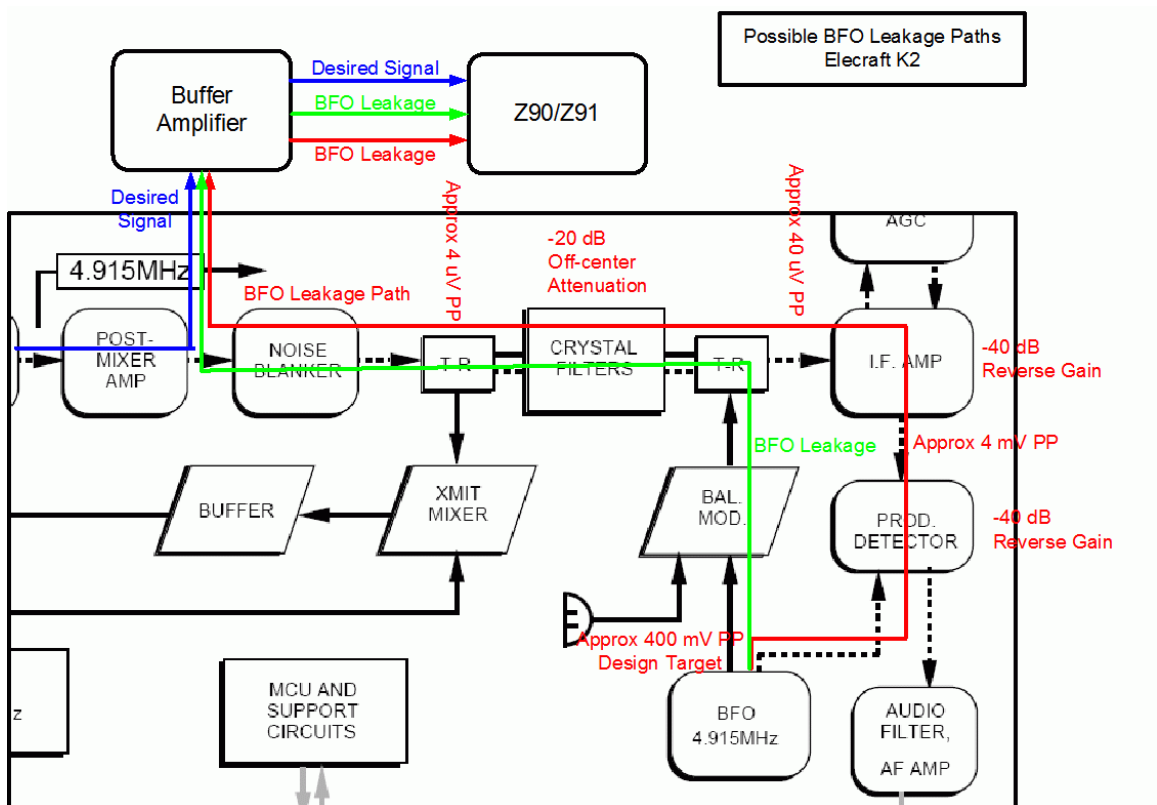 Possible BFO Leakage Paths
Elecraft K2
Buffer
Amplifier
Desired Signal
BFO Leakage
BFO Leakage
Z90/Z91
Desired
Signal
Approx 4 uV PP
Approx 40 uV PP
-20 dB
Off-center
Attenuation
AGC
4.915MHz
BFO Leakage Path
POST-
MIXER
AMP
NOISE
BLANKER
T-R
CRYSTAL
FILTERS
T-R
I.F. AMP
-40 dB
Reverse Gain
BFO Leakage
Approx 4 mV PP
BUFFER
XMIT
MIXER
BAL.
MOD.
PROD.
DETECTOR
-40 dB
Reverse Gain
Approx 400 mV PP
Design Target
z
MCU AND
SUPPORT
CIRCUITS
BFO
4.915MHz
AUDIO
FILTER,
AF AMP